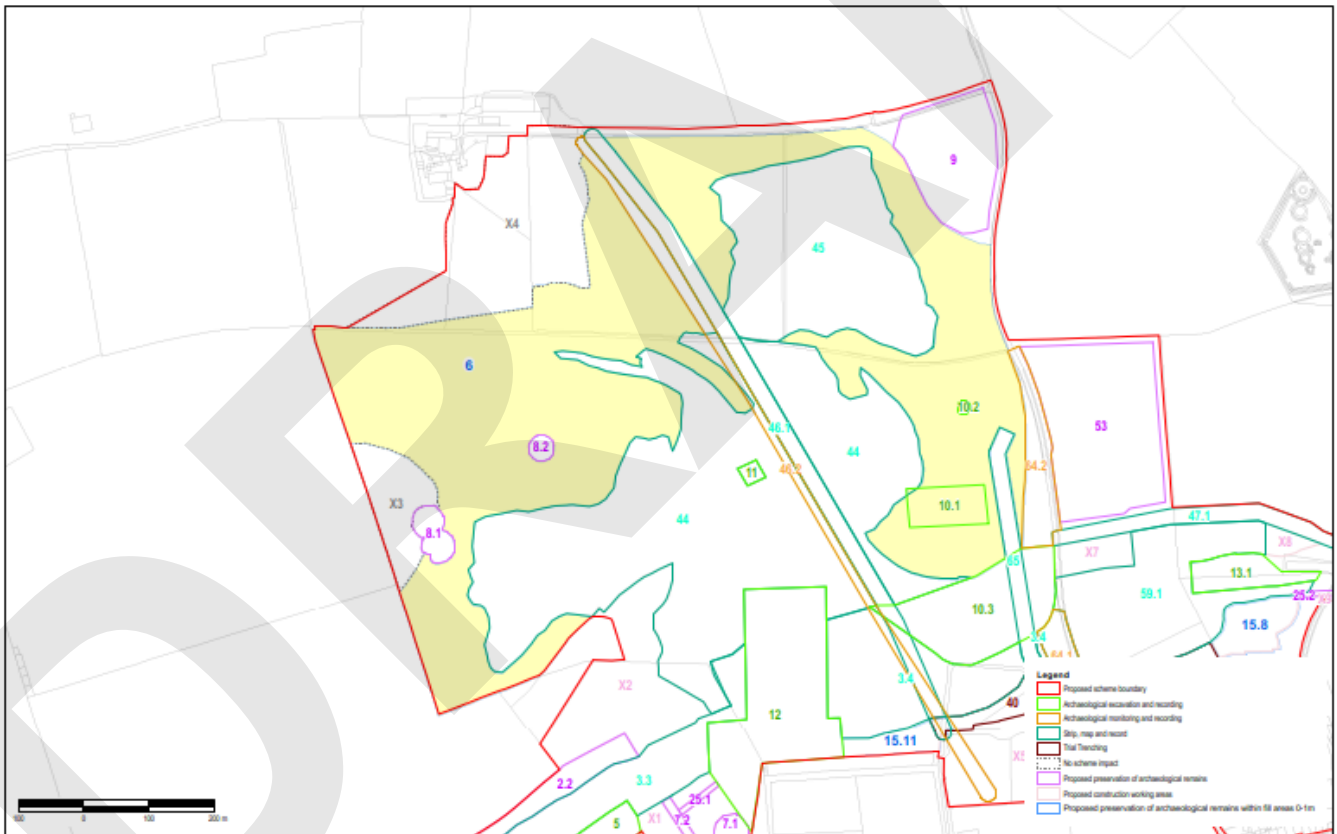 DRAFT
9
X4
45
6
10.2
53
46.1
8.2
44
46.2
11
54.2
X3
10.1
8.1
44
47.1
X7
X8
65
13.1
10.3
59.1
25.2
15.8
3.4
X2
3.4
12
40
15.11
2.2
3.3
25.1
5
X1
7.2
7.1
Legend
Proposed scheme boundary
Archaeological excavation and recording
Archaeological monitoring and recording
Strip, map and record
Trial Trenching
No scheme impact
Proposed preservation of archaeological remains
Proposed construction working areas
Proposed preservation of archaeological remains within fill areas 0-1m
100 0 100 200 m